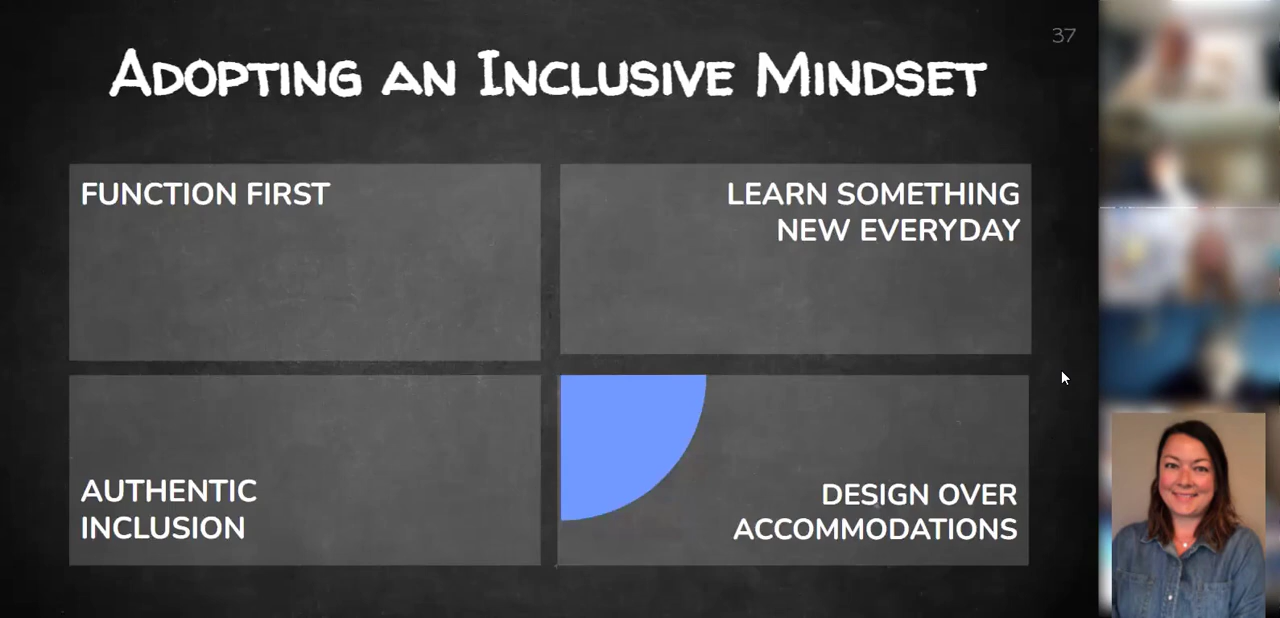 37
Adopting an Inclusive Mindset
FUNCTION FIRST
LEARN SOMETHING
NEW EVERYDAY
AUTHENTIC
INCLUSION
DESIGN OVER
ACCOMMODATIONS